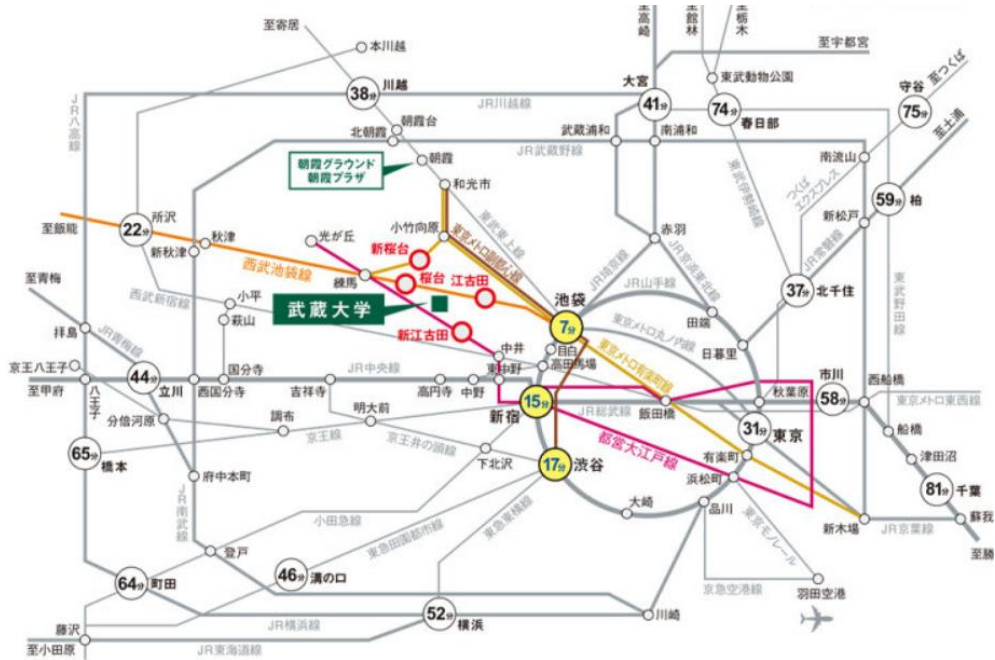 至寄居
至高崎
至館林
至栃木
本川越
至宇都宮
38分
川越
大宮
41分
東武動物公園
守谷
至つくば
75分
74分
春日部
JR川越線
JR八高線
朝霞台
北朝霞
武蔵浦和
南浦和
至土浦
JR武蔵野線
朝霞グラウンド
朝霞プラザ
朝霞
南流山
和光市
東武伊勢崎線
つくば
エクスプレス
59分
柏
所沢
22分
至飯能
秋津
新秋津
光が丘
小竹向原
東武東上線
東京メトロ副都心線
赤羽
新松戸
JR常磐線
新桜台
西武池袋線
練馬
桜台
江古田
JR埼京線
JR京浜東北線
JR山手線
37分
北千住
東武野田線
至青梅
西武新宿線
小平
武蔵大学
池袋
7分
田端
萩山
新江古田
東京メトロ丸ノ内線
拝島
JR青梅線
目白
日暮里
京王八王子
中井
高田馬場
東京メトロ有楽町線
44分
国分寺
JR中央線
東中野
市川
至甲府
八王子
立川
西国分寺
吉祥寺
高円寺
中野
秋葉原
58分
西船橋
15分
新宿
JR総武線
飯田橋
東京メトロ東西線
分倍河原
調布
明大前
31分
東京
船橋
京王線
京王井の頭線
都営大江戸線
65分
橋本
下北沢
17分
渋谷
有楽町
津田沼
府中本町
浜松町
81分
千葉
JR南武線
大崎
品川
小田急線
東急田園都市線
東急東横線
東京モノレール
新木場
JR京葉線
蘇我
至勝
登戸
64分
町田
46分
溝の口
京急空港線
羽田空港
52分
横浜
川崎
藤沢
JR横浜線
至小田原
JR東海道線